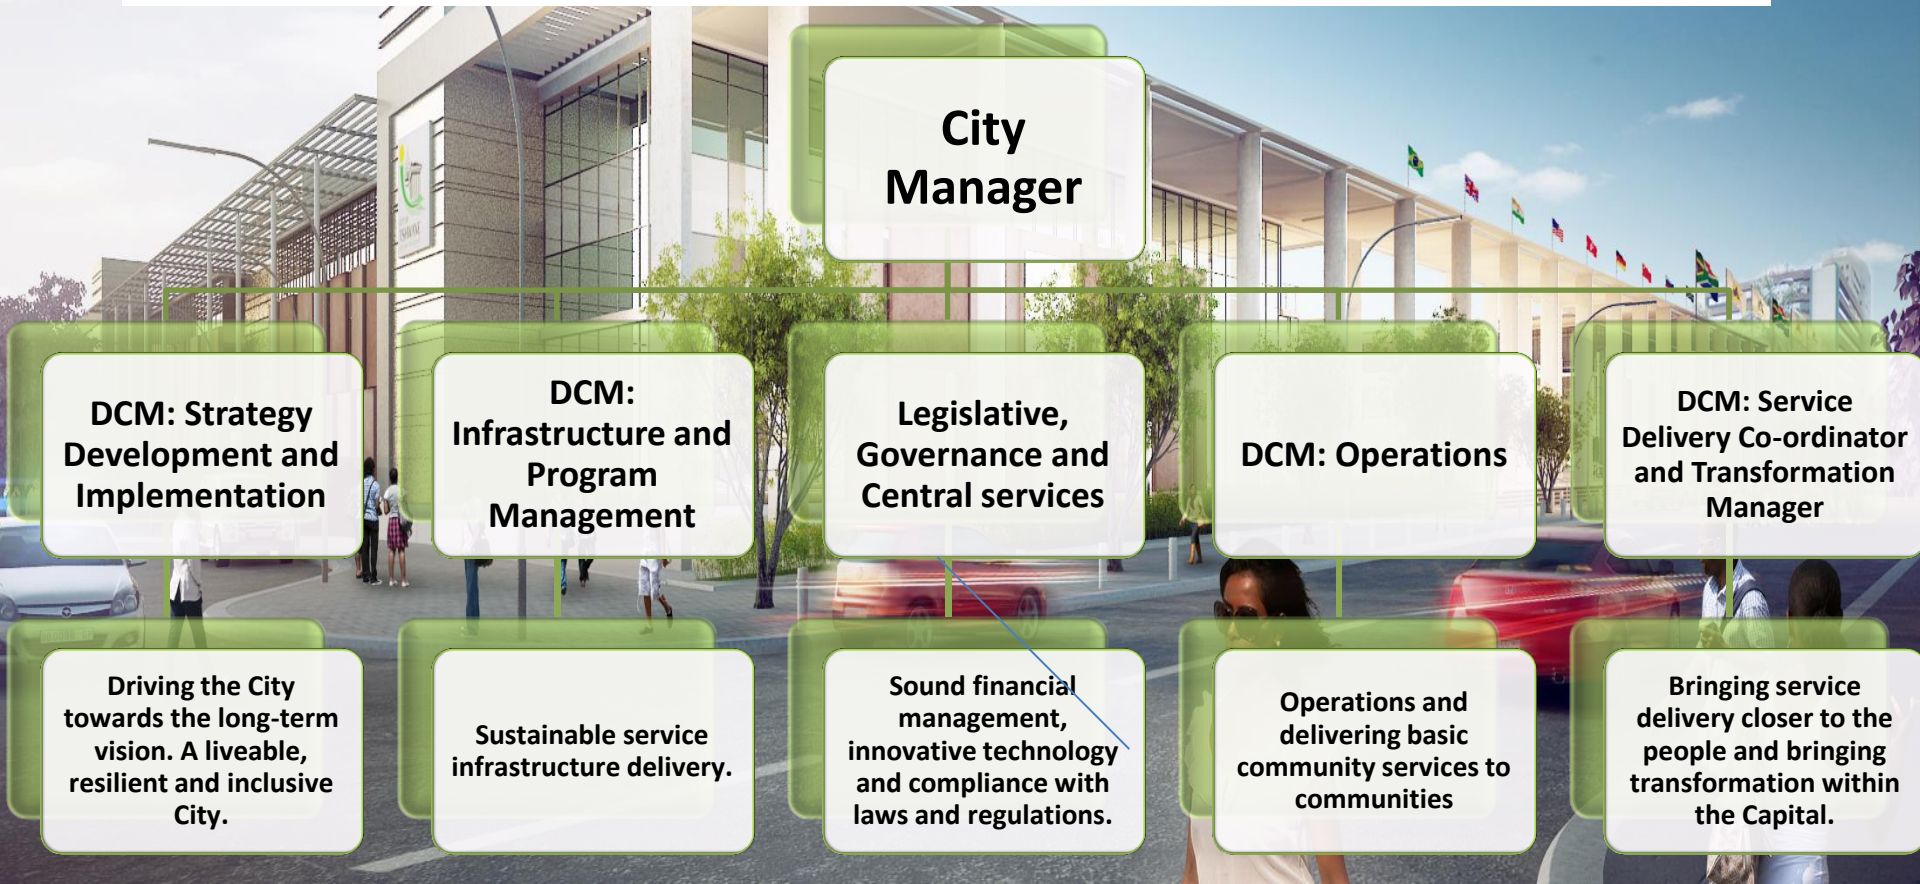 City
Manager
DCM: Strategy
Development and
Implementation
DCM:
Infrastructure and
Program
Management
Legislative,
Governance and
Central services
DCM: Operations
DCM: Service
Delivery Co-ordinator
and Transformation
Manager
Driving the City
towards the long-term
vision. A liveable,
resilient and inclusive
City.
Sustainable service
infrastructure delivery.
Sound financial
management,
innovative technology
and compliance with
laws and regulations.
Operations and
delivering basic
community services to
communities
Bringing service
delivery closer to the
people and bringing
transformation within
the Capital.